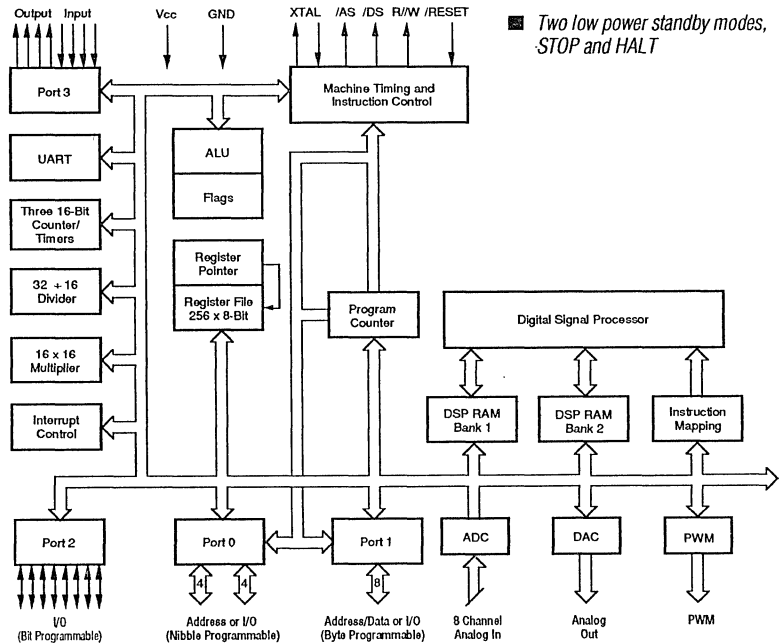 Output Input Vcc GND XTAL /AS /DS R//W /RESET
■ Two low power standby modes,
STOP and HALT
Port 3
Machine Timing and
Instruction Control
UART
ALU
Flags
Three 16-Bit
Counter/
Timers
Register
Pointer
32 ÷ 16
Divider
Register File
256 x 8-Bit
Program
Counter
Digital Signal Processor
16 x 16
Multiplier
DSP RAM
Bank 1
DSP RAM
Bank 2
Instruction
Mapping
Interrupt
Control
Port 2
Port 0
Port 1
ADC
DAC
PWM
4
4
8
I/O
(Bit Programmable)
Address or I/O
(Nibble Programmable)
Address/Data or I/O
(Byte Programmable)
8 Channel
Analog In
Analog
Out
PWM